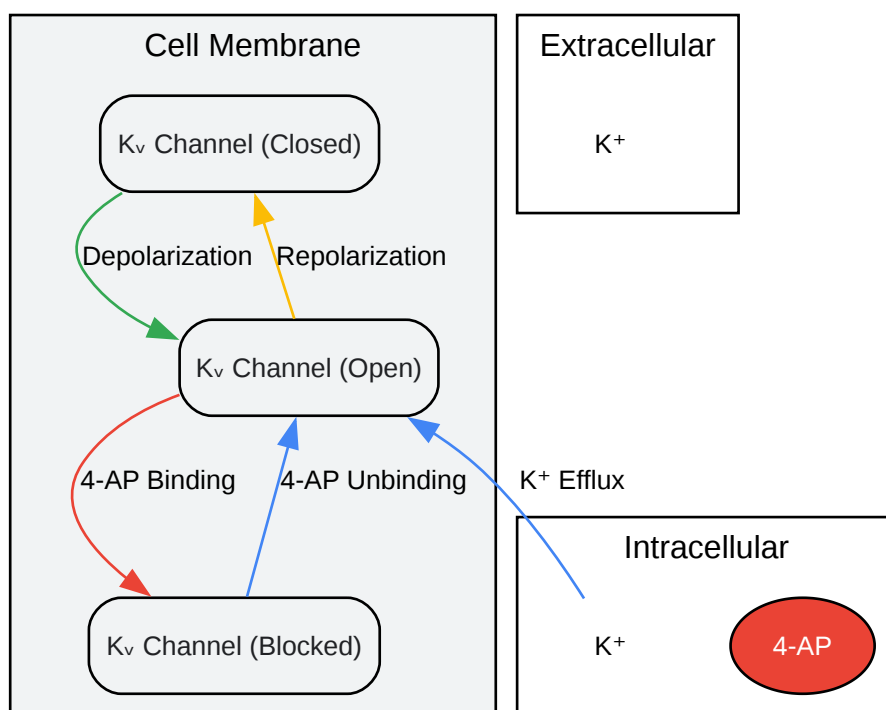 Cell Membrane
Extracellular
Kᵥ Channel (Closed)
K⁺
Depolarization
Repolarization
Kᵥ Channel (Open)
4-AP Binding
4-AP Unbinding
K⁺ Efflux
Intracellular
Kᵥ Channel (Blocked)
K⁺
4-AP